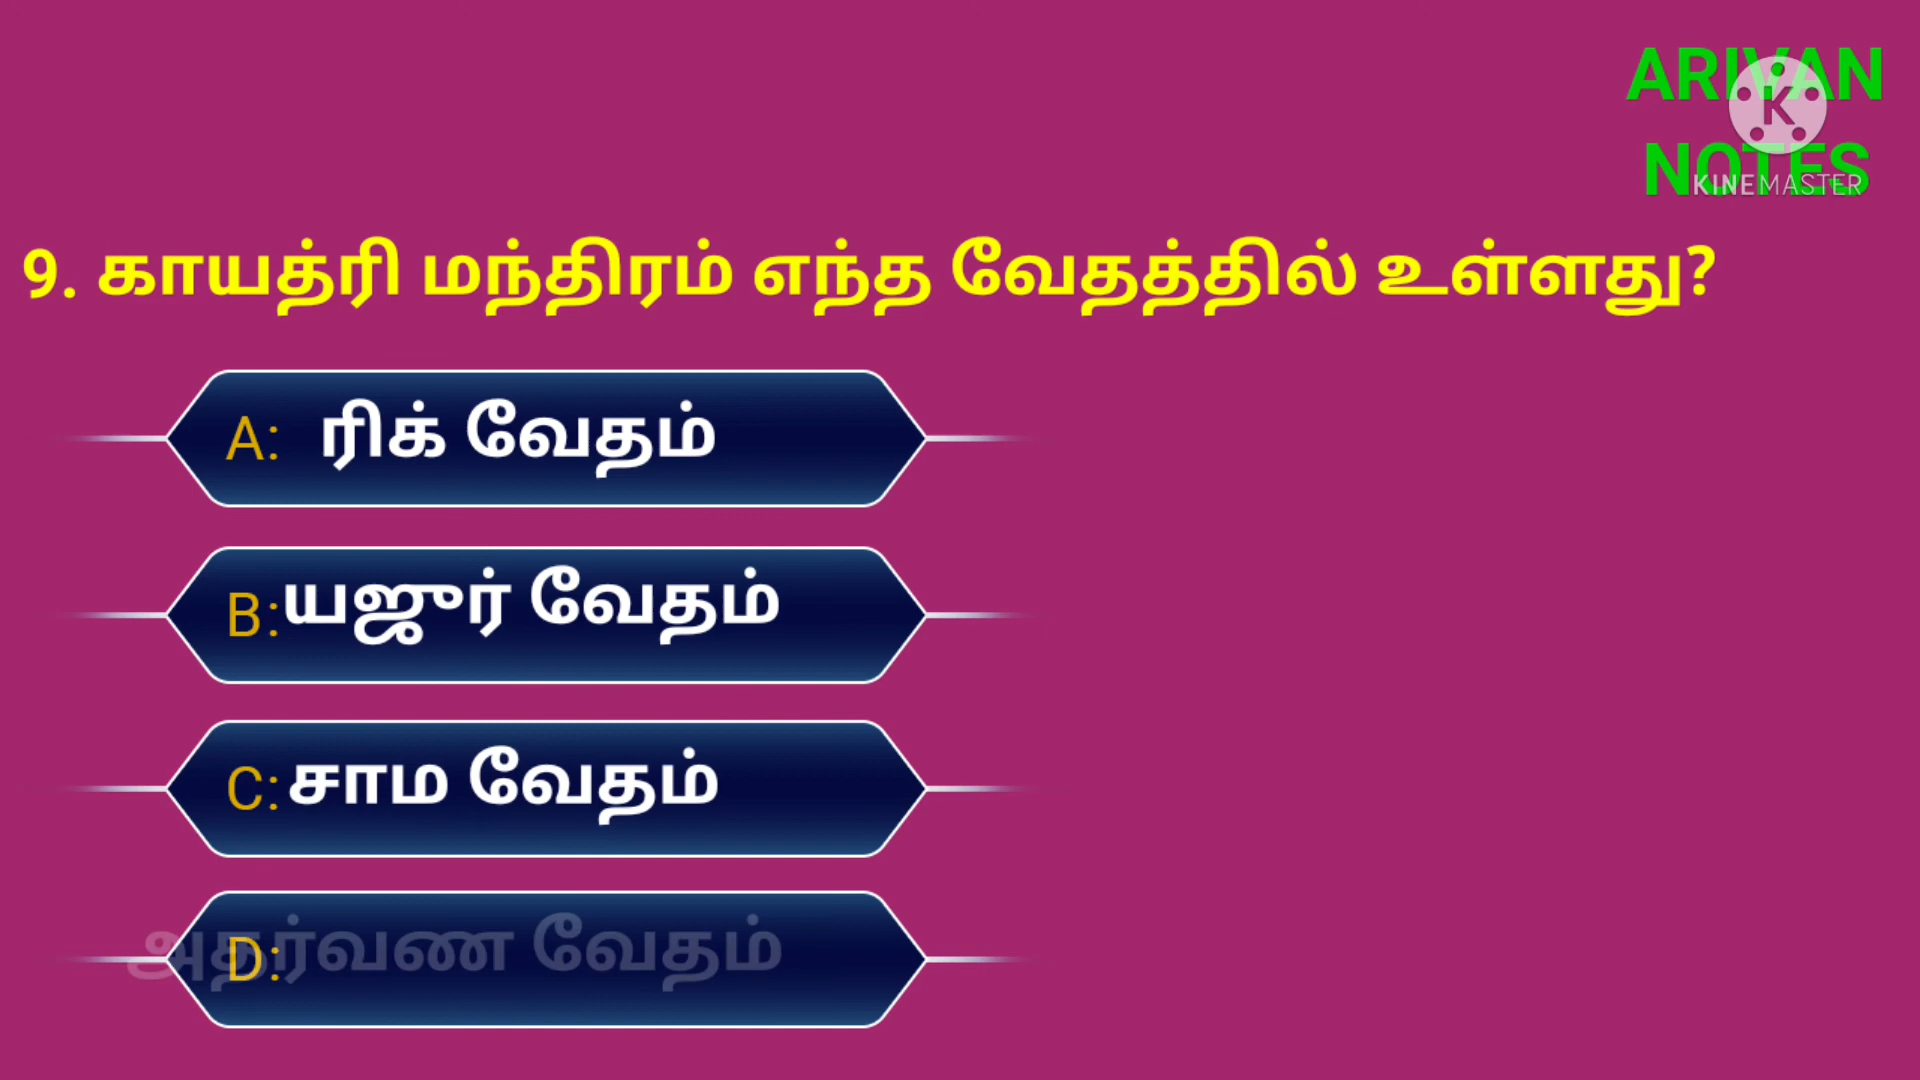 ARIVAN
NOTES
KINEMASTER
9. காயத்ரி மந்திரம் எந்த வேதத்தில் உள்ளது?
A: ரிக் வேதம்
B: யஜுர் வேதம்
C: சாம வேதம்
D: அதர்வண வேதம்